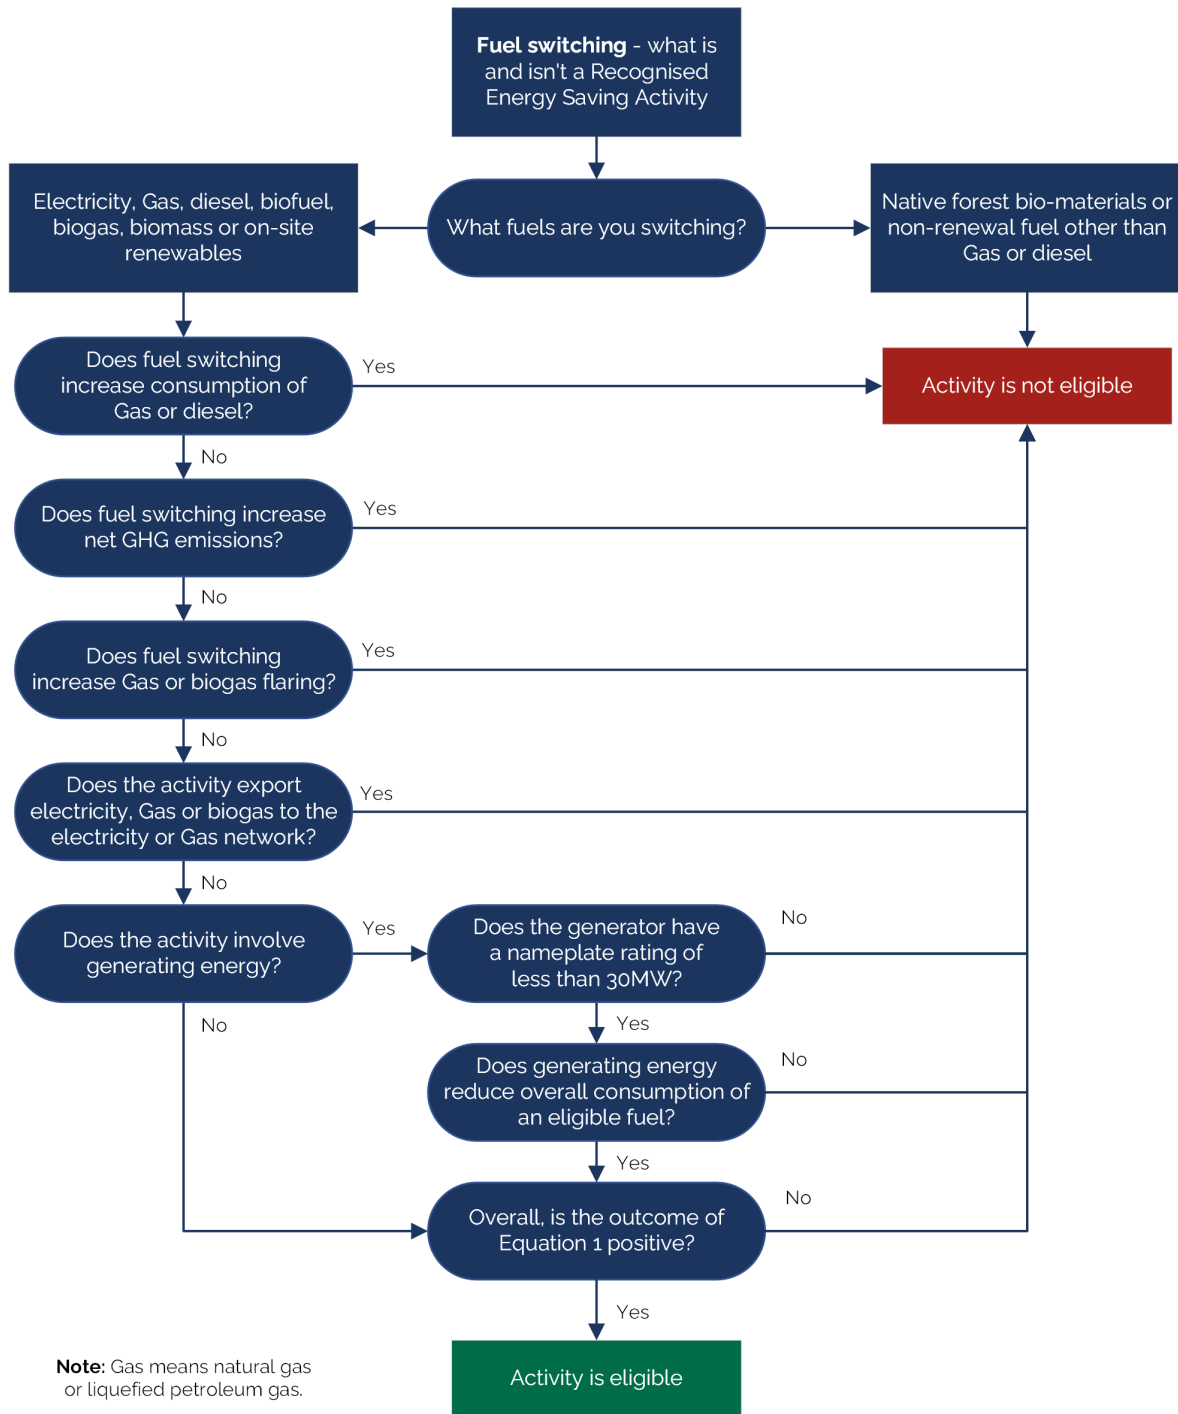 Fuel switching - what is
and isn't a Recognised
Energy Saving Activity
Electricity, Gas, diesel, biofuel,
biogas, biomass or on-site
renewables
What fuels are you switching?
Native forest bio-materials or
non-renewal fuel other than
Gas or diesel
Does fuel switching
increase consumption of
Gas or diesel?
Yes
Activity is not eligible
No
Does fuel switching increase
net GHG emissions?
Yes
No
Does fuel switching
increase Gas or biogas flaring?
Yes
No
Does the activity export
electricity, Gas or biogas to the
electricity or Gas network?
Yes
No
Does the activity involve
generating energy?
Yes
Does the generator have
a nameplate rating of
less than 30MW?
No
No
Yes
Does generating energy
reduce overall consumption of
an eligible fuel?
No
Yes
Overall, is the outcome of
Equation 1 positive?
No
Yes
Activity is eligible
Note: Gas means natural gas
or liquefied petroleum gas.